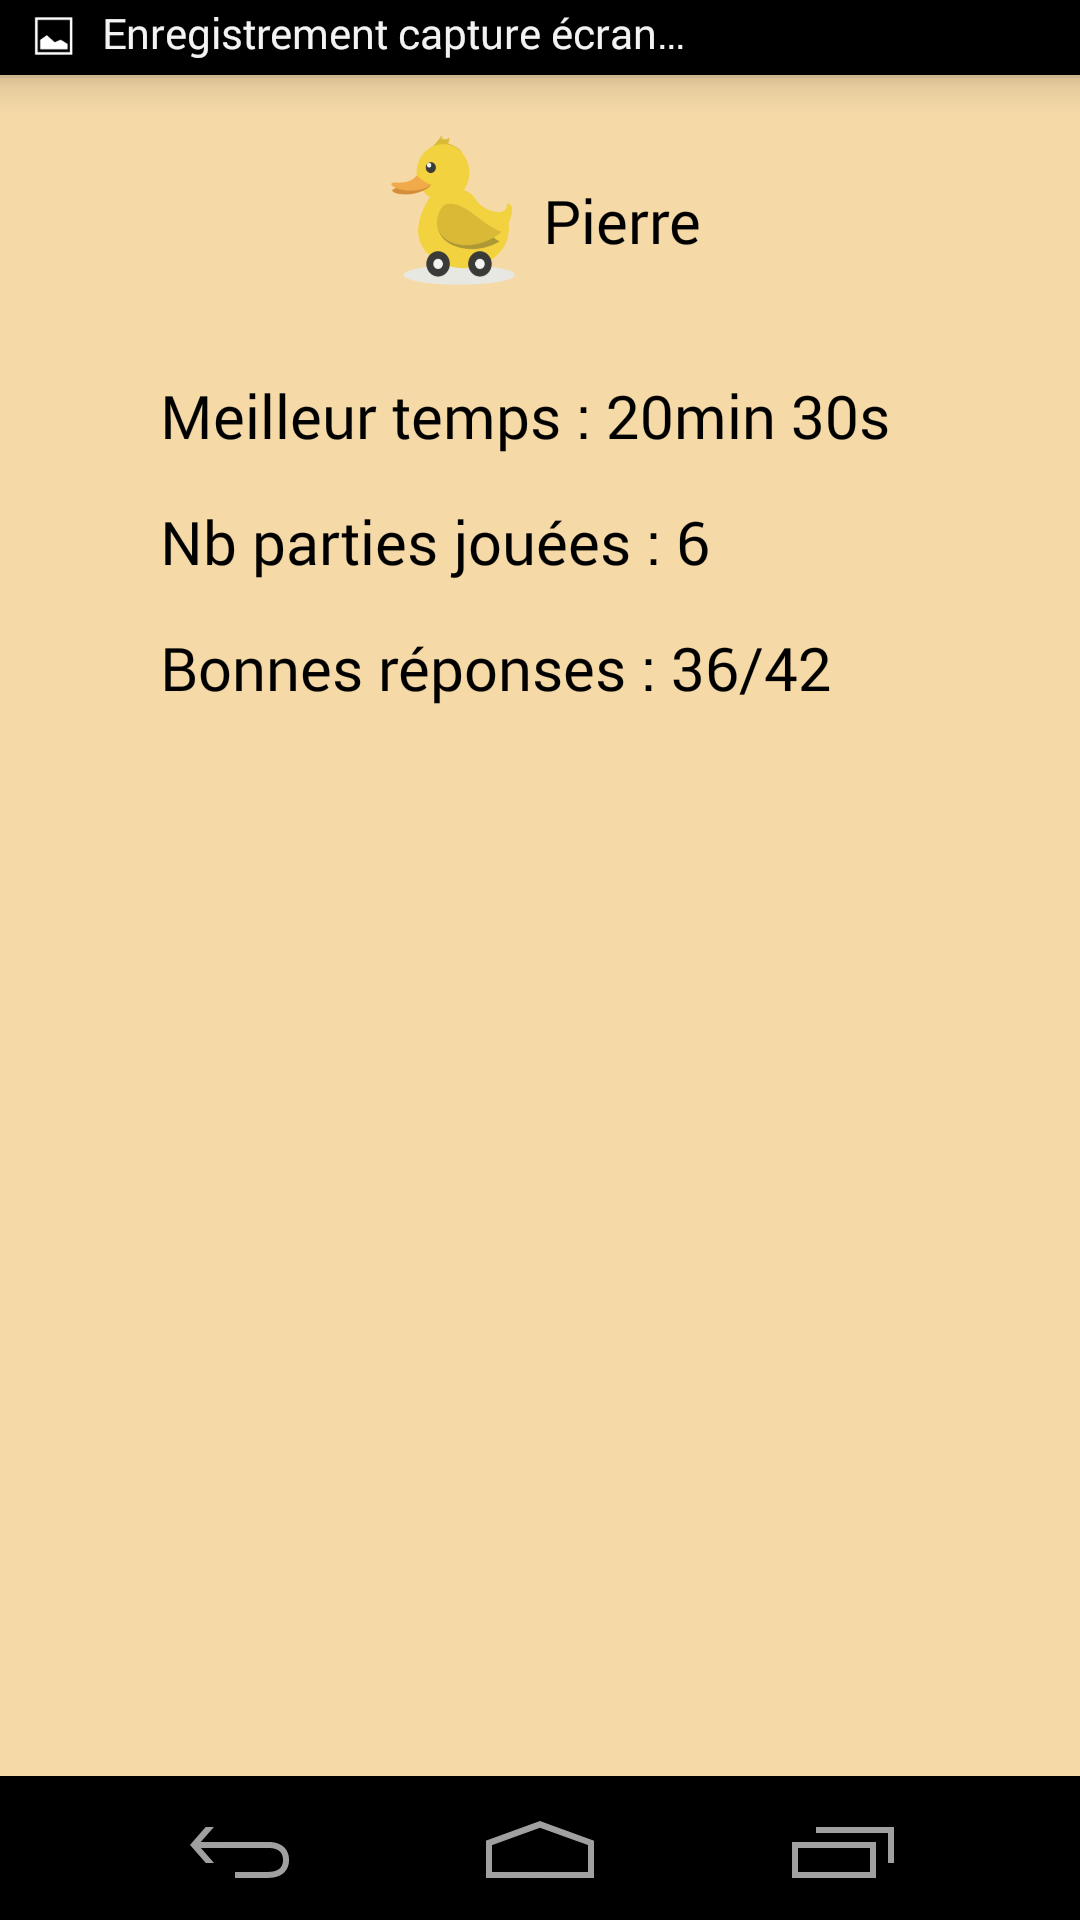 Enregistrement capture écran...
Pierre
Meilleur temps : 20min 30s
Nb parties jouées : 6
Bonnes réponses : 36/42